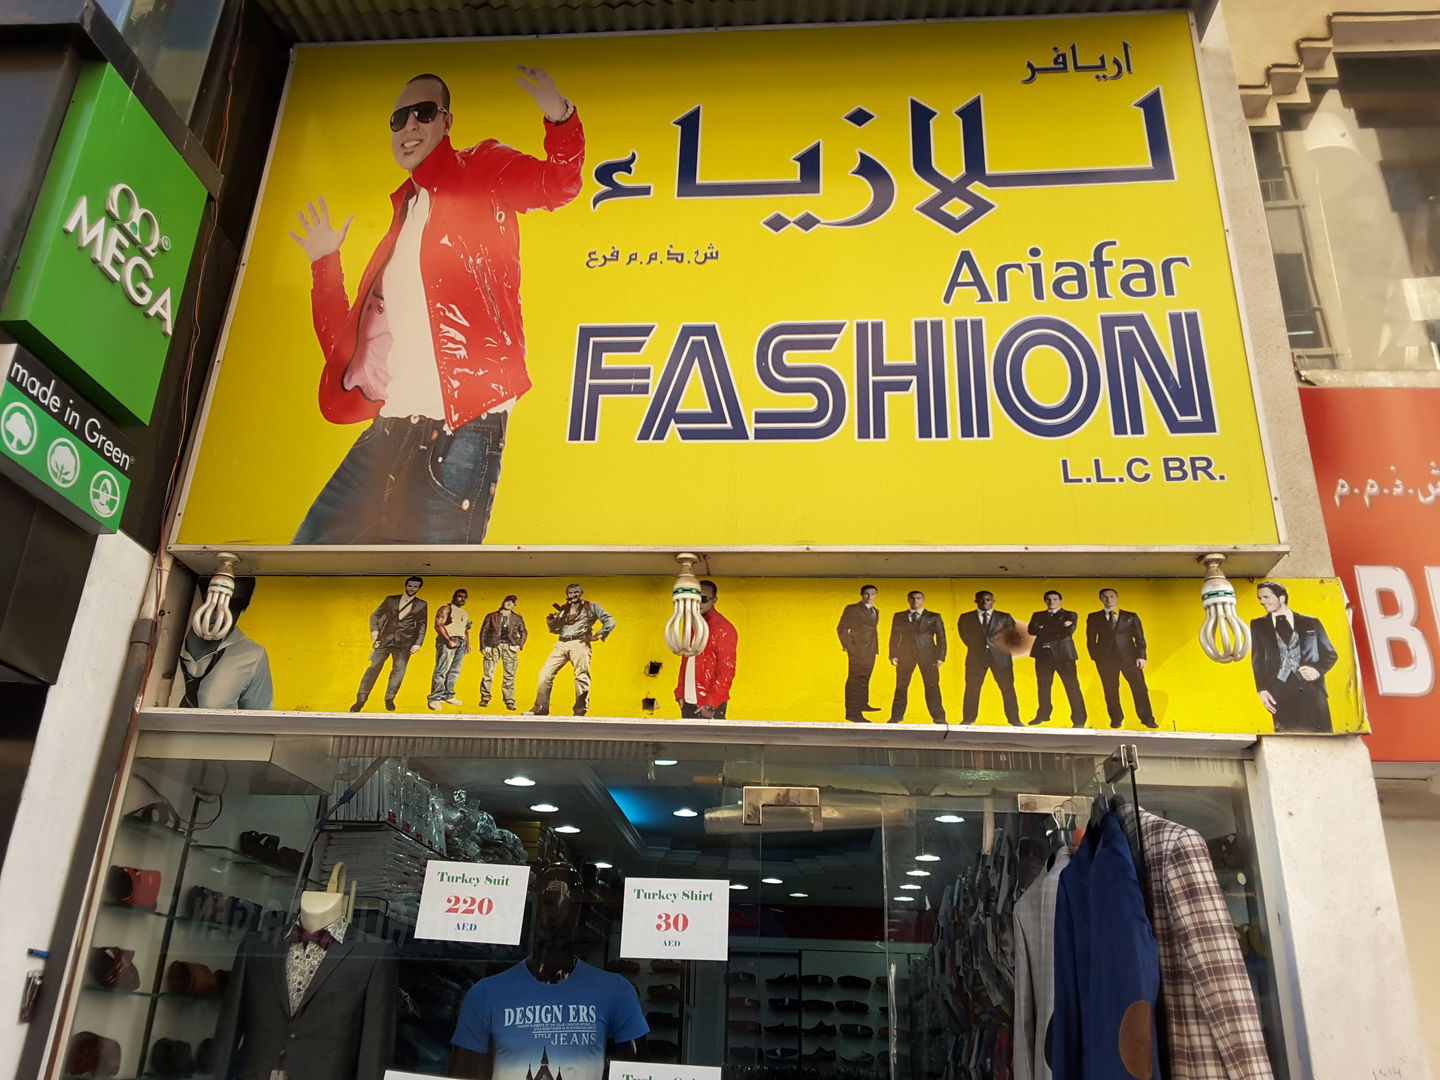 MEGA
made in Green
اريافر
للازياء
ش.ذ.م.م فرع
Ariafar
FASHION
L.L.C BR.
ش.ذ.م.م
B
Turkey Suit
220
AED
Turkey Shirt
30
AED
DESIGN ERS
STYLE JEANS